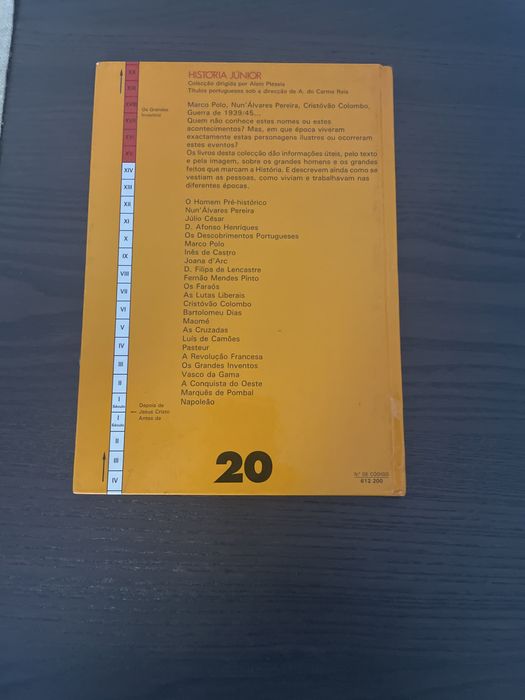 HISTÓRIA JÚNIOR
Colecção dirigida por Alain Plessis
Títulos portugueses sob a direcção de A. do Carmo Reis
Marco Polo, Nun'Álvares Pereira, Cristóvão Colombo,
Guerra de 1939/45...
Quem não conhece estas nomes ou estes
acontecimentos? Mas, em que época viveram
exactamente estas personagens ilustres ou ocorreram
estes eventos?
Os livros desta colecção dão informações úteis, pelo texto
e pela imagem, sobre os grandes homens e os grandes
feitos que marcam a História. E descrevem ainda como se
vestiam as pessoas, como viviam e trabalhavam nas
diferentes épocas.
O Homem Pré-histórico
Nun'Álvares Pereira
Júlio César
D. Afonso Henriques
Os Descobrimentos Portugueses
Marco Polo
Inês de Castro
Joana d'Arc
D. Filipa de Lencastre
Fernão Mendes Pinto
Os Faraós
As Lutas Liberais
Cristóvão Colombo
Bartolomeu Dias
Maomé
As Cruzadas
Luís de Camões
Pasteur
A Revolução Francesa
Os Grandes Inventos
Vasco da Gama
A Conquista do Oeste
Marquês de Pombal
Napoleão
XX
XIX
XVIII
Os Grandes
Inventos
XVII
XVI
XV
XIV
XIII
XII
XI
X
IX
VIII
VII
VI
V
IV
III
II
I
Século
Depois de
Jesus Cristo
Antes de
I
Século
II
III
IV
20
N.º DE CÓDIGO
612 200